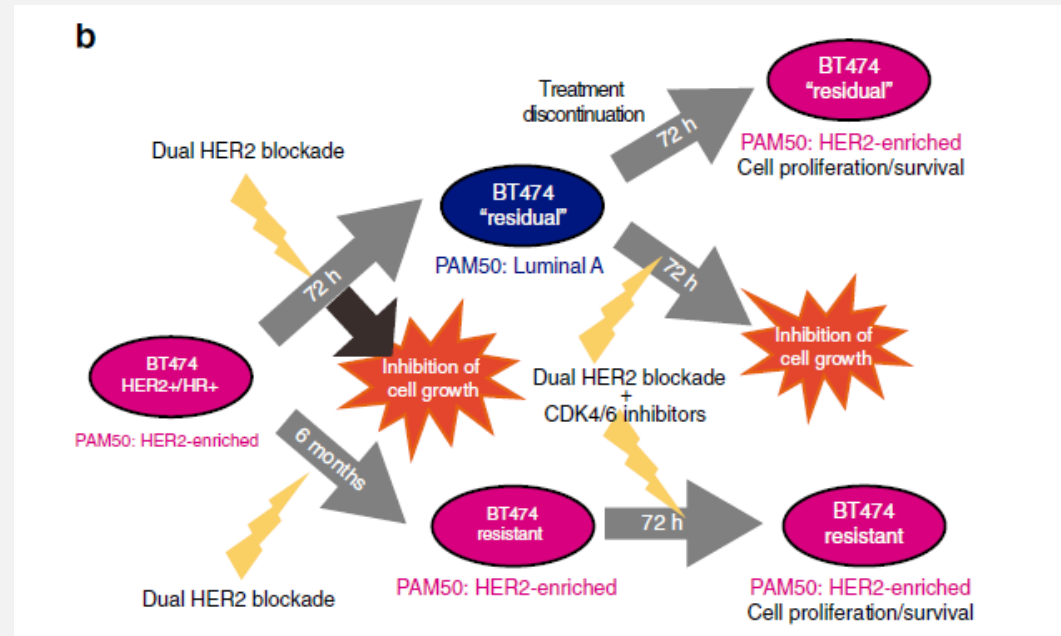 b
Dual HER2 blockade
72 h
BT474
HER2+/HR+
PAM50: HER2-enriched
6 months
Dual HER2 blockade
BT474
“residual”
PAM50: Luminal A
Inhibition of
cell growth
BT474
resistant
PAM50: HER2-enriched
Treatment
discontinuation
72 h
BT474
“residual”
PAM50: HER2-enriched
Cell proliferation/survival
72 h
Inhibition of
cell growth
Dual HER2 blockade
+
CDK4/6 inhibitors
72 h
BT474
resistant
PAM50: HER2-enriched
Cell proliferation/survival